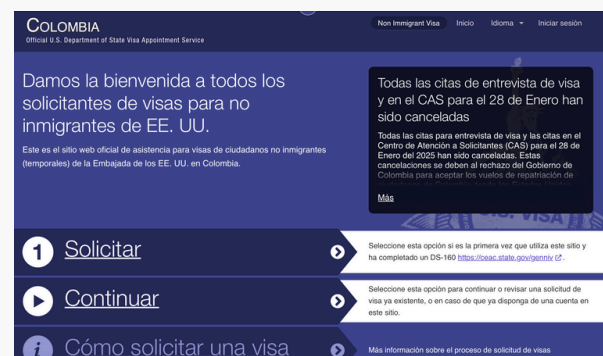 COLOMBIA
Official U.S. Department of State Visa Appointment Service
Non Immigrant Visa Inicio Idioma Iniciar sesión
Damos la bienvenida a todos los
solicitantes de visas para no
inmigrantes de EE. UU.
Este es el sitio web oficial de asistencia para visas de ciudadanos no inmigrantes
(temporales) de la Embajada de los EE. UU. en Colombia.
Todas las citas de entrevista de visa
y en el CAS para el 28 de Enero han
sido canceladas
Todas las citas para entrevista de visa y las citas en el
Centro de Atención a Solicitantes (CAS) para el 28 de
Enero del 2025 han sido canceladas. Estas
cancelaciones se deben al rechazo del Gobierno de
Colombia para aceptar los vuelos de repatriación de
Más
U.S. VISA
1 Solicitar
Seleccione esta opción si es la primera vez que utiliza este sitio y
ha completado un DS-160 https://ceac.state.gov/genniv.
Continuar
Seleccione esta opción para continuar o revisar una solicitud de
visa ya existente, o en caso de que ya disponga de una cuenta en
este sitio.
i Cómo solicitar una visa
Más información sobre el proceso de solicitud de visas